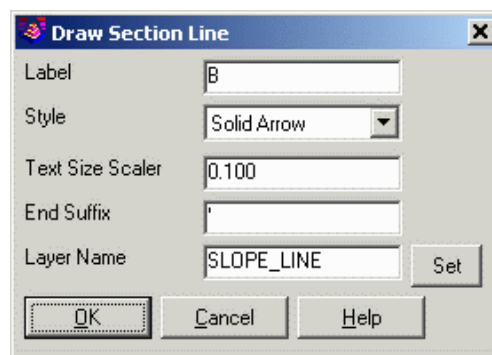 Draw Section Line
Label B
Style Solid Arrow
Text Size Scaler 0.100
End Suffix '
Layer Name SLOPE_LINE Set
OK Cancel Help